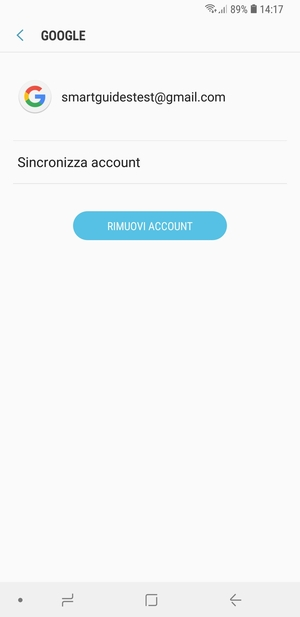 89% 14:17
GOOGLE
G smartguidestest@gmail.com
Sincronizza account
RIMUOVI ACCOUNT